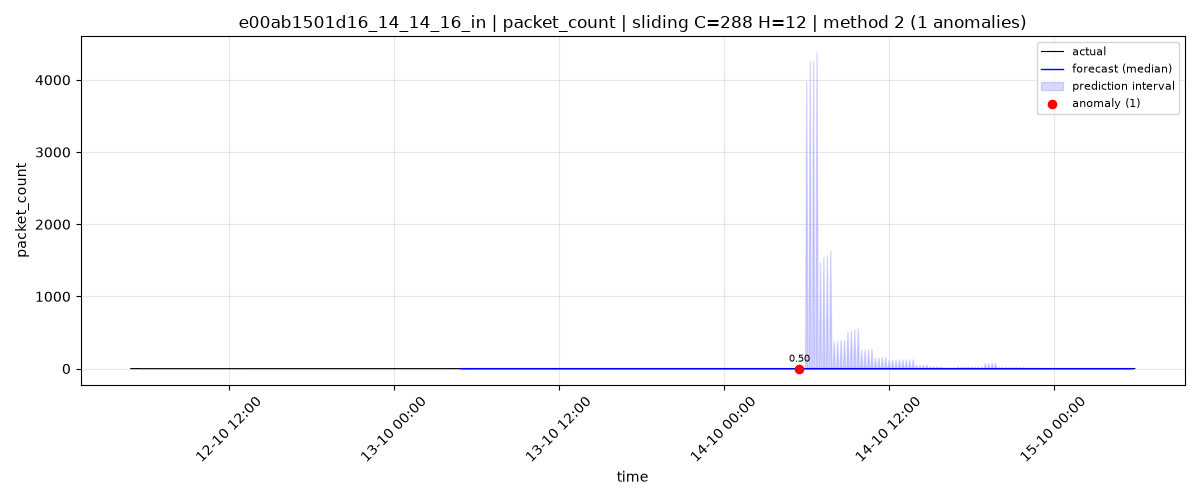 e00ab1501d16_14_14_16_in | packet_count | sliding C=288 H=12 | method 2 (1 anomalies)
actual
forecast (median)
prediction interval
anomaly (1)
packet_count
4000
3000
2000
1000
0
0.50
12-10 12:00
13-10 00:00
13-10 12:00
14-10 00:00
14-10 12:00
15-10 00:00
time